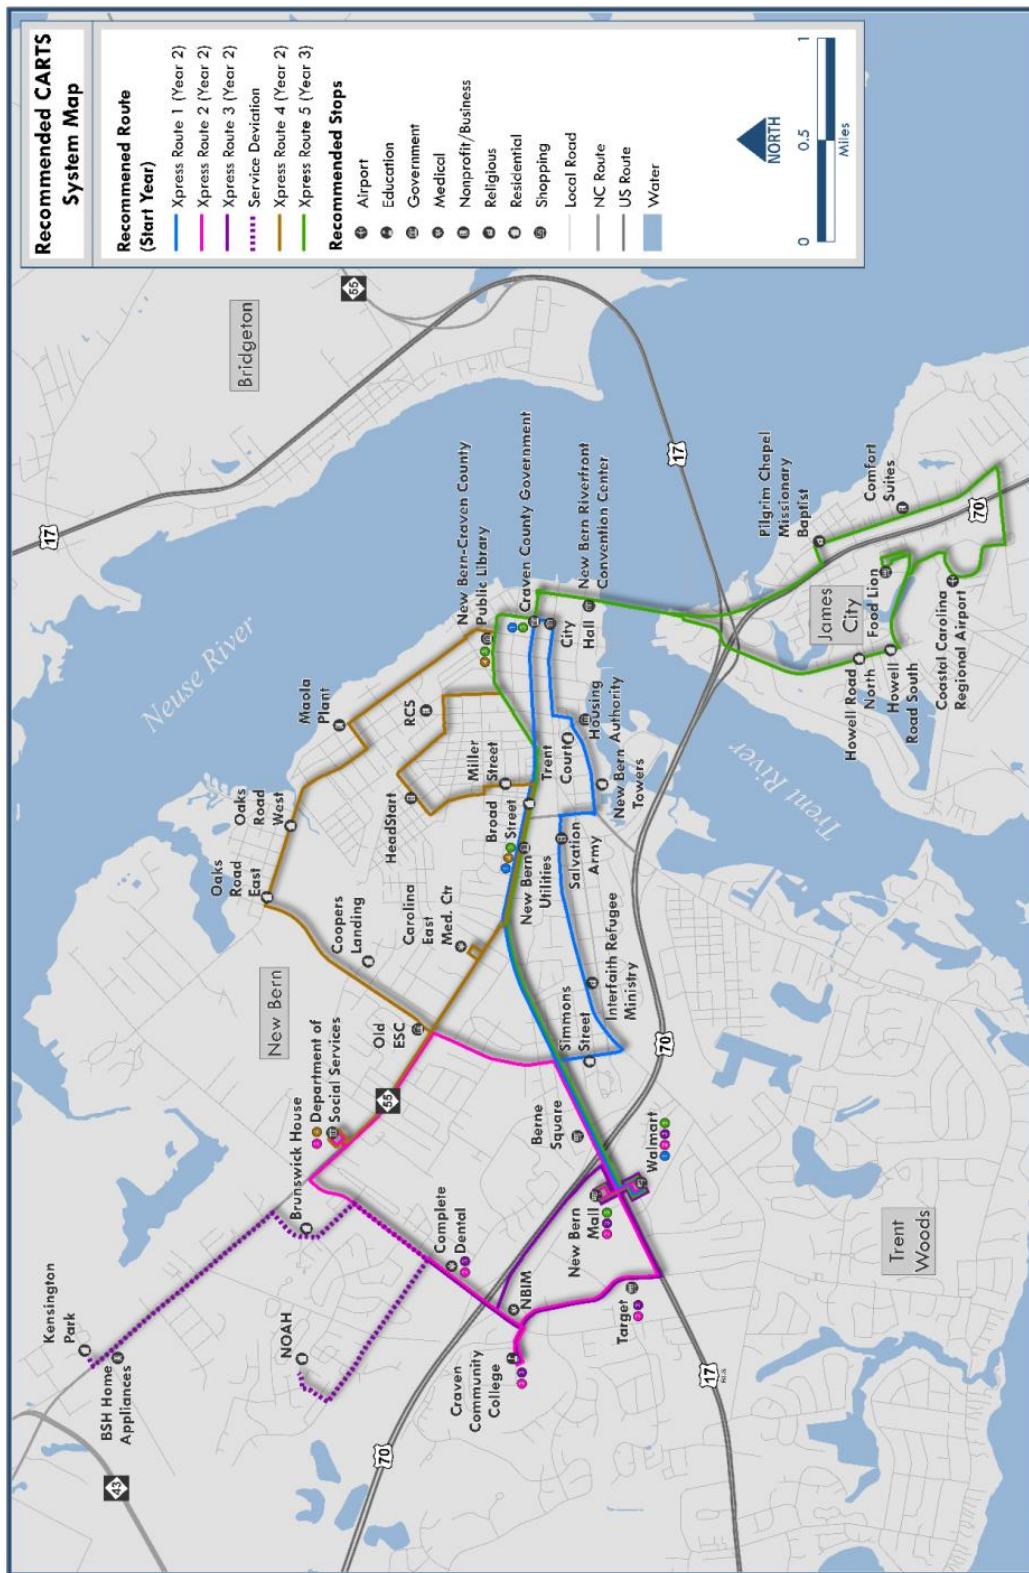 Recommended CARTS
System Map
Recommended Route
(Start Year)
Xpress Route 1 (Year 2)
Xpress Route 2 (Year 2)
Xpress Route 3 (Year 2)
Service Deviation
Xpress Route 4 (Year 2)
Xpress Route 5 (Year 3)
Recommended Stops
Airport
Education
Government
Medical
Nonprofit/Business
Religious
Residential
Shopping
Local Road
NC Route
US Route
Water
NORTH
0
0.5
1
Miles
Kensington
Park
BSH Home
Appliances
43
NOAH
Brunswick House
Department of
Social Services
New Bern
55
Old
ESC
Coopers
Landing
Oaks
Road
East
Oaks
Road
West
Maola
Plant
Neuse River
17
Bridgeton
55
HeadStart
RCS
Miller
Street
Carolina
East
Med. Ctr
Broad
Street
New Bern
Utilities
New Bern-Craven County
Public Library
Craven County Government
City
Hall
New Bern Riverfront
Convention Center
Trent
Court
Housing
Authority
New Bern
Towers
Salvation
Army
Interfaith Refugee
Ministry
Simmons
Street
Berne
Square
Complete
Dental
NBIM
Craven
Community
College
70
New Bern
Mall
Walmart
Target
17
BUS
70
Trent
Woods
Trent River
17
Pilgrim Chapel
Missionary
Baptist
Comfort
Suites
James
City
Food Lion
70
Howell Road
North
Howell
Road South
Coastal Carolina
Regional Airport